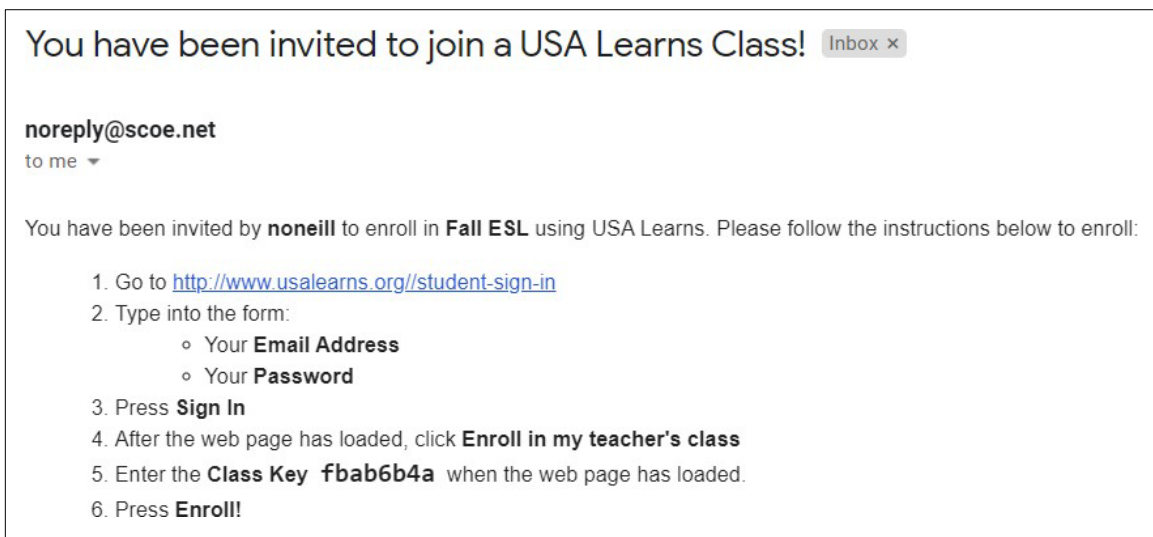 You have been invited to join a USA Learns Class! Inbox ×
noreply@scoe.net
to me
You have been invited by noneill to enroll in Fall ESL using USA Learns. Please follow the instructions below to enroll:
1. Go to http://www.usalearns.org//student-sign-in
2. Type into the form:
◦ Your Email Address
◦ Your Password
3. Press Sign In
4. After the web page has loaded, click Enroll in my teacher's class
5. Enter the Class Key fbab6b4a when the web page has loaded.
6. Press Enroll!